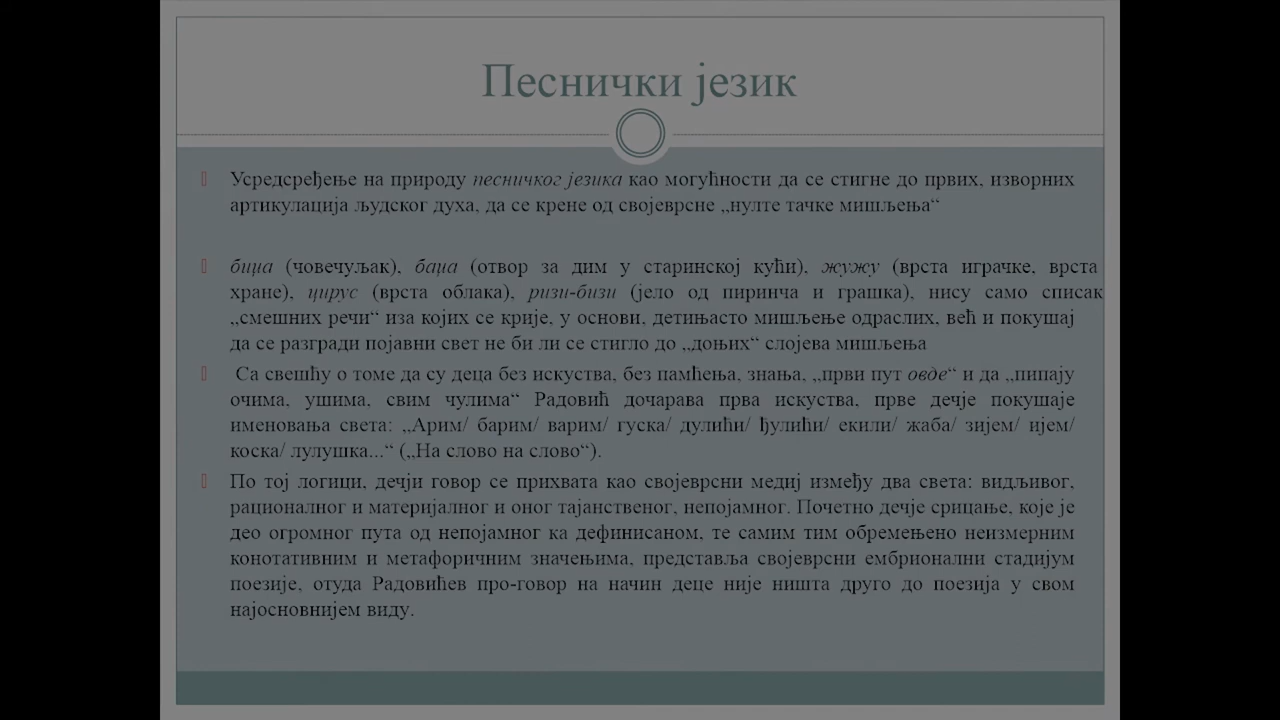 Песнички језик
Усредсређење на природу песничког језика као могућности да се стигне до првих, изворних
артикулација људског духа, да се крене од својеврсне „нулте тачке мишљења“
бица (човечуљак), баџа (отвор за дим у старинској кући), жужу (врста играчке, врста
хране), цирус (врста облака), ризи-бизи (јело од пиринча и грашка), нису само списак
„смешних речи“ иза којих се крије, у основи, детињасто мишљење одраслих, већ и покушај
да се разгради појавни свет не би ли се стигло до „доњих“ слојева мишљења
Са свешћу о томе да су деца без искуства, без памћења, знања, „први пут овде“ и да „пипају
очима, ушима, свим чулима“ Радовић дочарава прва искуства, прве дечје покушаје
именовања света: „Арим/ барим/ варим/ гуска/ дулићи/ ђулићи/ екили/ жаба/ зијем/ ијем/
коска/ лулушка...“ („На слово на слово“).
По тој логици, дечји говор се прихвата као својеврсни медиј између два света: видљивог,
рационалног и материјалног и оног тајанственог, непојамног. Почетно дечје срицање, које је
део огромног пута од непојамног ка дефинисаном, те самим тим обремењено неизмерним
конотативним и метафоричним значењима, представља својеврсни ембрионални стадијум
поезије, отуда Радовићев про-говор на начин деце није ништа друго до поезија у свом
најосновнијем виду.